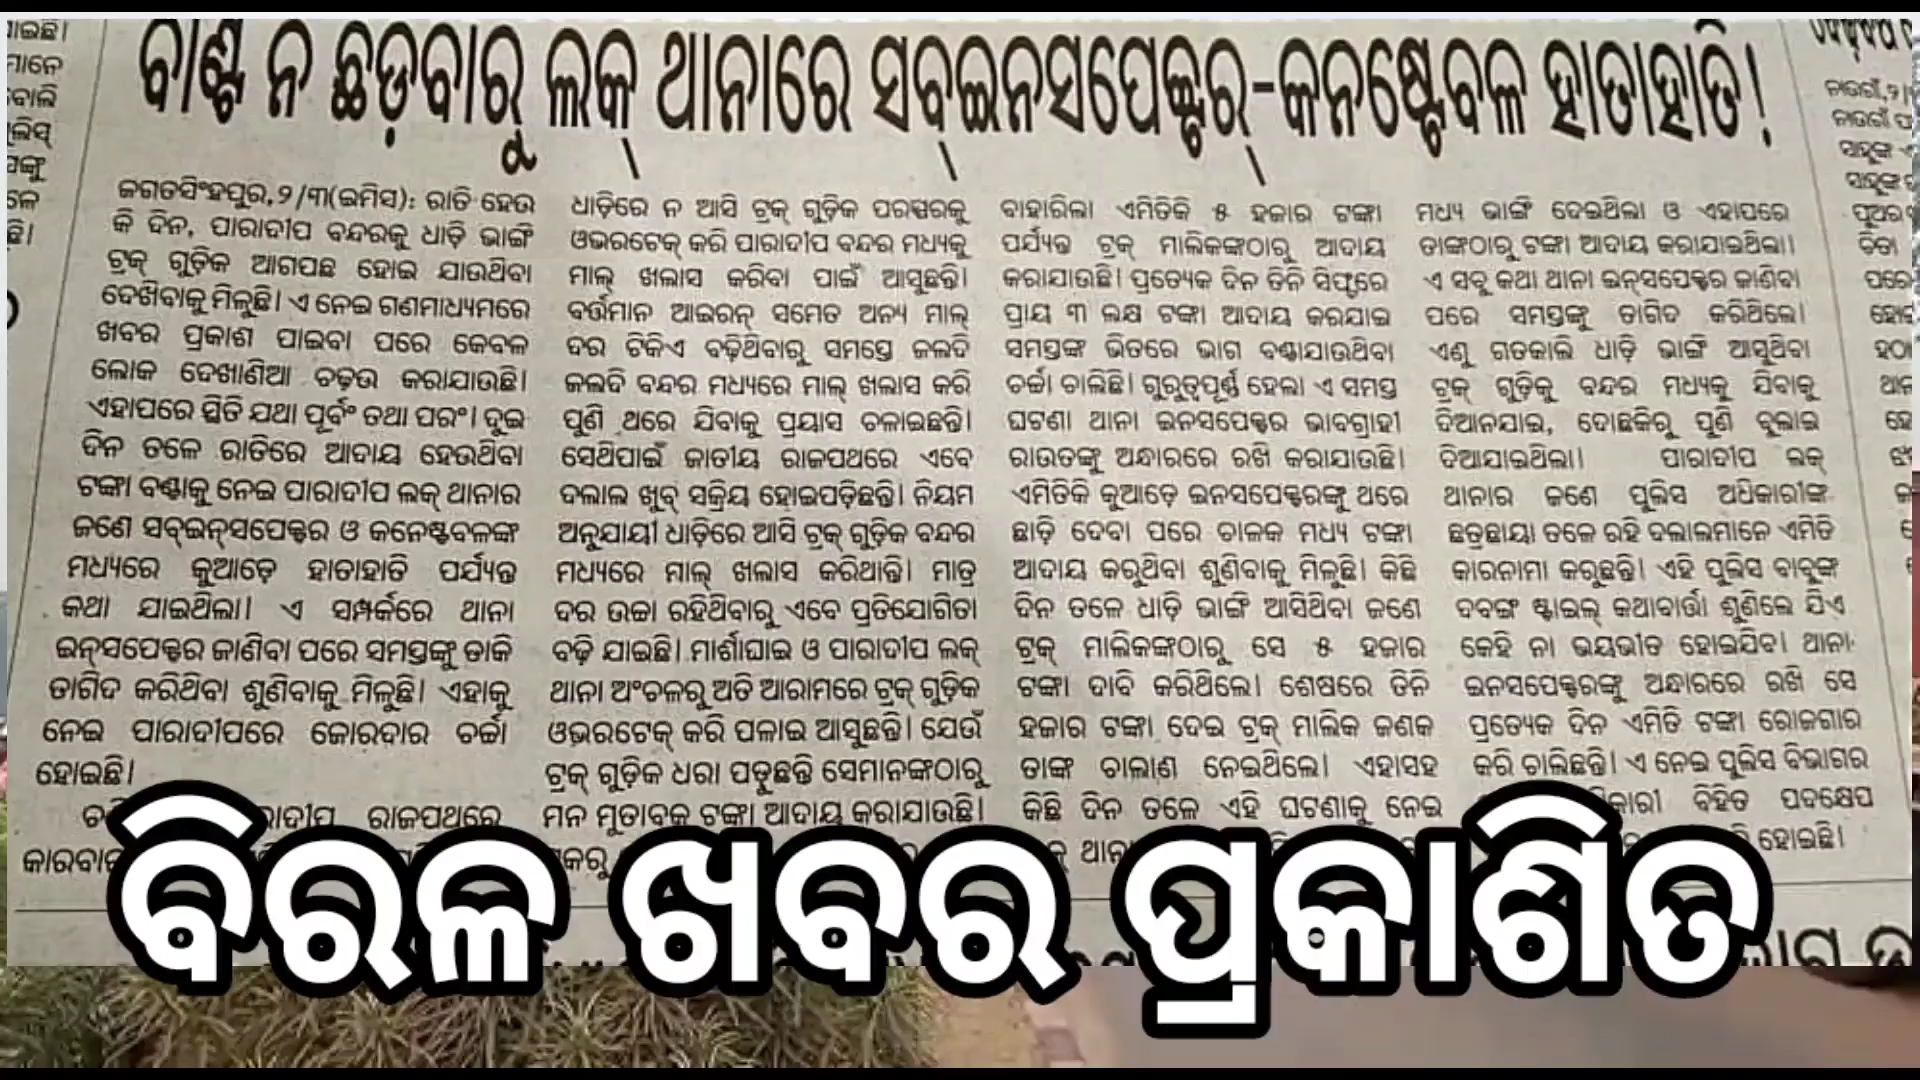 ବାଣ୍ଟ ନ ଛଡ଼ବାରୁ ଲକ୍ ଥାନାରେ ସବ୍‌ଇନସପେକ୍ଟର୍-କନଷ୍ଟେବଳ ହାତାହାତି!
ଜଗତସିଂହପୁର,୨/୩(ଇମିସ): ରାତି ହେଉ
କି ଦିନ, ପାରାଦୀପ ବନ୍ଦରକୁ ଧାଡ଼ି ଭାଙ୍ଗି
ଟ୍ରକ୍ ଗୁଡ଼ିକ ଆଗପଛ ହୋଇ ଯାଉଥିବା
ଦେଖିବାକୁ ମିଳୁଛି। ଏ ନେଇ ଗଣମାଧ୍ୟମରେ
ଖବର ପ୍ରକାଶ ପାଇବା ପରେ କେବଳ
ଲୋକ ଦେଖାଣିଆ ଚଢ଼ଉ କରାଯାଉଛି।
ଏହାପରେ ସ୍ଥିତି ଯଥା ପୂର୍ବଂ ତଥା ପରଂ। ଦୁଇ
ଦିନ ତଳେ ରାତିରେ ଆଦାୟ ହେଉଥିବା
ଟଙ୍କା ବଣ୍ଟାକୁ ନେଇ ପାରାଦୀପ ଲକ୍ ଥାନାର
ଜଣେ ସବ୍‌ଇନ୍‌ସପେକ୍ଟର ଓ କନେଷ୍ଟବଳଙ୍କ
ମଧ୍ୟରେ କୁଆଡ଼େ ହାତାହାତି ପର୍ଯ୍ୟନ୍ତ
କଥା ଯାଇଥିଲା। ଏ ସମ୍ପର୍କରେ ଥାନା
ଇନ୍‌ସପେକ୍ଟର ଜାଣିବା ପରେ ସମସ୍ତଙ୍କୁ ଡାକି
ତାଗିଦ କରିଥିବା ଶୁଣିବାକୁ ମିଳୁଛି। ଏହାକୁ
ନେଇ ପାରାଦୀପରେ ଜୋରଦାର ଚର୍ଚ୍ଚା
ହୋଇଛି।
ରାଜପଥରେ
ଧାଡ଼ିରେ ନ ଆସି ଟ୍ରକ୍ ଗୁଡ଼ିକ ପରସ୍ପରକୁ
ଓଭରଟେକ୍ କରି ପାରାଦୀପ ବନ୍ଦର ମଧ୍ୟକୁ
ମାଲ୍ ଖଲାସ କରିବା ପାଇଁ ଆସୁଛନ୍ତି।
ବର୍ତ୍ତମାନ ଆଇରନ୍ ସମେତ ଅନ୍ୟ ମାଲ୍
ଦର ଟିକିଏ ବଢ଼ିଥିବାରୁ ସମସ୍ତେ ଜଲଦି
ଜଲଦି ବନ୍ଦର ମଧ୍ୟରେ ମାଲ୍ ଖଲାସ କରି
ପୁଣି ଥରେ ଯିବାକୁ ପ୍ରୟାସ ଚଳାଇଛନ୍ତି।
ସେଥିପାଇଁ ଜାତୀୟ ରାଜପଥରେ ଏବେ
ଦଲାଲ ଖୁବ୍ ସକ୍ରିୟ ହୋଇପଡ଼ିଛନ୍ତି। ନିୟମ
ଅନୁଯାୟୀ ଧାଡ଼ିରେ ଆସି ଟ୍ରକ୍ ଗୁଡ଼ିକ ବନ୍ଦର
ମଧ୍ୟରେ ମାଲ୍ ଖଲାସ କରିଥାନ୍ତି। ମାତ୍ର
ଦର ଉଚ୍ଚା ରହିଥିବାରୁ ଏବେ ପ୍ରତିଯୋଗିତା
ବଢ଼ି ଯାଇଛି। ମାର୍ଶାଘାଇ ଓ ପାରାଦୀପ ଲକ୍
ଥାନା ଅଂଚଳରୁ ଅତି ଆରାମରେ ଟ୍ରକ୍ ଗୁଡ଼ିକ
ଓଭରଟେକ୍ କରି ପଳାଇ ଆସୁଛନ୍ତି। ଯେଉଁ
ଟ୍ରକ୍ ଗୁଡ଼ିକ ଧରା ପଡୁଛନ୍ତି ସେମାନଙ୍କଠାରୁ
ମନ ମୁତାବକ ଟଙ୍କା ଆଦାୟ କରାଯାଉଛି।
ବାହାରିଲା ଏମିତିକି ୫ ହଜାର ଟଙ୍କା
ପର୍ଯ୍ୟନ୍ତ ଟ୍ରକ୍ ମାଲିକଙ୍କଠାରୁ ଆଦାୟ
କରାଯାଉଛି। ପ୍ରତ୍ୟେକ ଦିନ ତିନି ସିଫ୍ଟରେ
ପ୍ରାୟ ୩ ଲକ୍ଷ ଟଙ୍କା ଆଦାୟ କରଯାଇ
ସମସ୍ତଙ୍କ ଭିତରେ ଭାଗ ବଣ୍ଟାଯାଉଥିବା
ଚର୍ଚ୍ଚା ଚାଲିଛି। ଗୁରୁତ୍ୱପୂର୍ଣ୍ଣ ହେଲା ଏ ସମସ୍ତ
ଘଟଣା ଥାନା ଇନସପେକ୍ଟର ଭାବଗ୍ରାହୀ
ରାଉତଙ୍କୁ ଅନ୍ଧାରରେ ରଖି କରାଯାଉଛି।
ଏମିତିକି କୁଆଡ଼େ ଇନସପେକ୍ଟରଙ୍କୁ ଥରେ
ଛାଡ଼ି ଦେବା ପରେ ଚାଳକ ମଧ୍ୟ ଟଙ୍କା
ଆଦାୟ କରୁଥିବା ଶୁଣିବାକୁ ମିଳୁଛି। କିଛି
ଦିନ ତଳେ ଧାଡ଼ି ଭାଙ୍ଗି ଆସିଥିବା ଜଣେ
ଟ୍ରକ୍ ମାଲିକଙ୍କଠାରୁ ସେ ୫ ହଜାର
ଟଙ୍କା ଦାବି କରିଥିଲେ। ଶେଷରେ ତିନି
ହଜାର ଟଙ୍କା ଦେଇ ଟ୍ରକ୍ ମାଲିକ ଜଣକ
ତାଙ୍କ ଚାଲାଣ ନେଇଥିଲେ। ଏହାସହ
କିଛି ଦିନ ତଳେ ଏହି ଘଟଣାକୁ ନେଇ
ମଧ୍ୟ ଭାଙ୍ଗି ଦେଇଥିଲା ଓ ଏହାପରେ
ତାଙ୍କଠାରୁ ଟଙ୍କା ଆଦାୟ କରାଯାଇଥିଲା।
ଏ ସବୁ କଥା ଥାନା ଇନ୍‌ସପେକ୍ଟର ଜାଣିବା
ପରେ ସମସ୍ତଙ୍କୁ ତାଗିଦ କରିଥିଲେ।
ଏଣୁ ଗତକାଲି ଧାଡ଼ି ଭାଙ୍ଗି ଆସୁଥିବା
ଟ୍ରକ୍ ଗୁଡ଼ିକୁ ବନ୍ଦର ମଧ୍ୟକୁ ଯିବାକୁ
ଦିଆନଯାଇ, ଦୋଛକିରୁ ପୁଣି ବୁଲାଇ
ଦିଆଯାଇଥିଲା। ପାରାଦୀପ ଲକ୍
ଥାନାର ଜଣେ ପୁଲିସ ଅଧିକାରୀଙ୍କ
ଛତ୍ରଛାୟା ତଳେ ରହି ଦଲାଲମାନେ ଏମିତି
କାରନାମା କରୁଛନ୍ତି। ଏହି ପୁଲିସ ବାବୁଙ୍କ
ଦବଙ୍ଗ ଷ୍ଟାଇଲ୍ କଥାବାର୍ତ୍ତା ଶୁଣିଲେ ଯିଏ
କେହି ନା ଭୟଭୀତ ହୋଇଯିବ। ଥାନା
ଇନସପେକ୍ଟରଙ୍କୁ ଅନ୍ଧାରରେ ରଖି ସେ
ପ୍ରତ୍ୟେକ ଦିନ ଏମିତି ଟଙ୍କା ରୋଜଗାର
କରି ଚାଲିଛନ୍ତି। ଏ ନେଇ ପୁଲିସ ବିଭାଗର
ବିହିତ ପଦକ୍ଷେପ
ହୋଇଛି।
ବିରଳ ଖବର ପ୍ରକାଶିତ